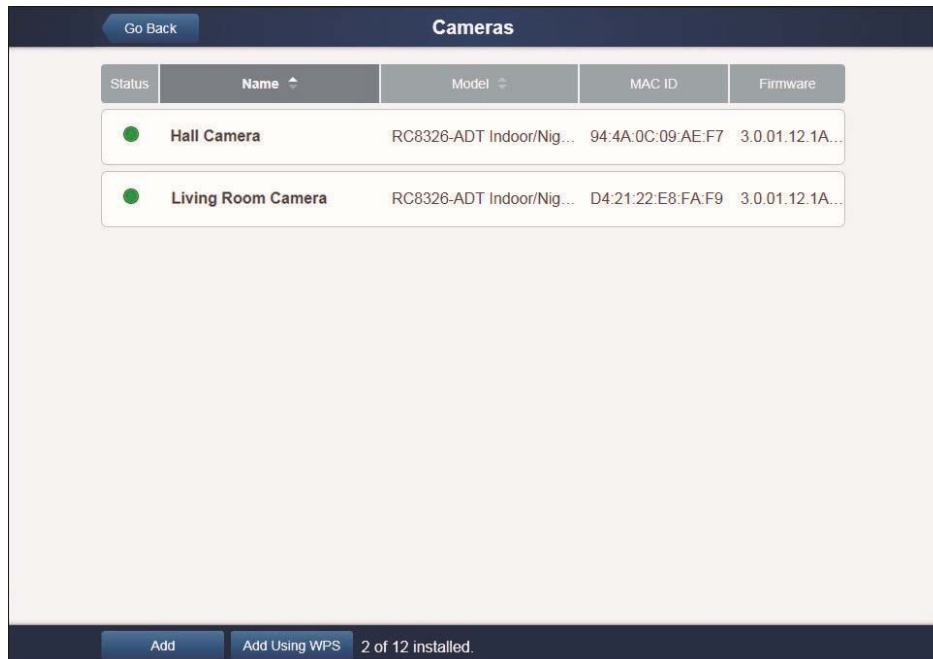 Go Back Cameras
Status Name Model MAC ID Firmware
Hall Camera RC8326-ADT Indoor/Nig... 94:4A:0C:09:AE:F7 3.0.01.12.1A...
Living Room Camera RC8326-ADT Indoor/Nig... D4:21:22:E8:FA:F9 3.0.01.12.1A...
Add Add Using WPS 2 of 12 installed.